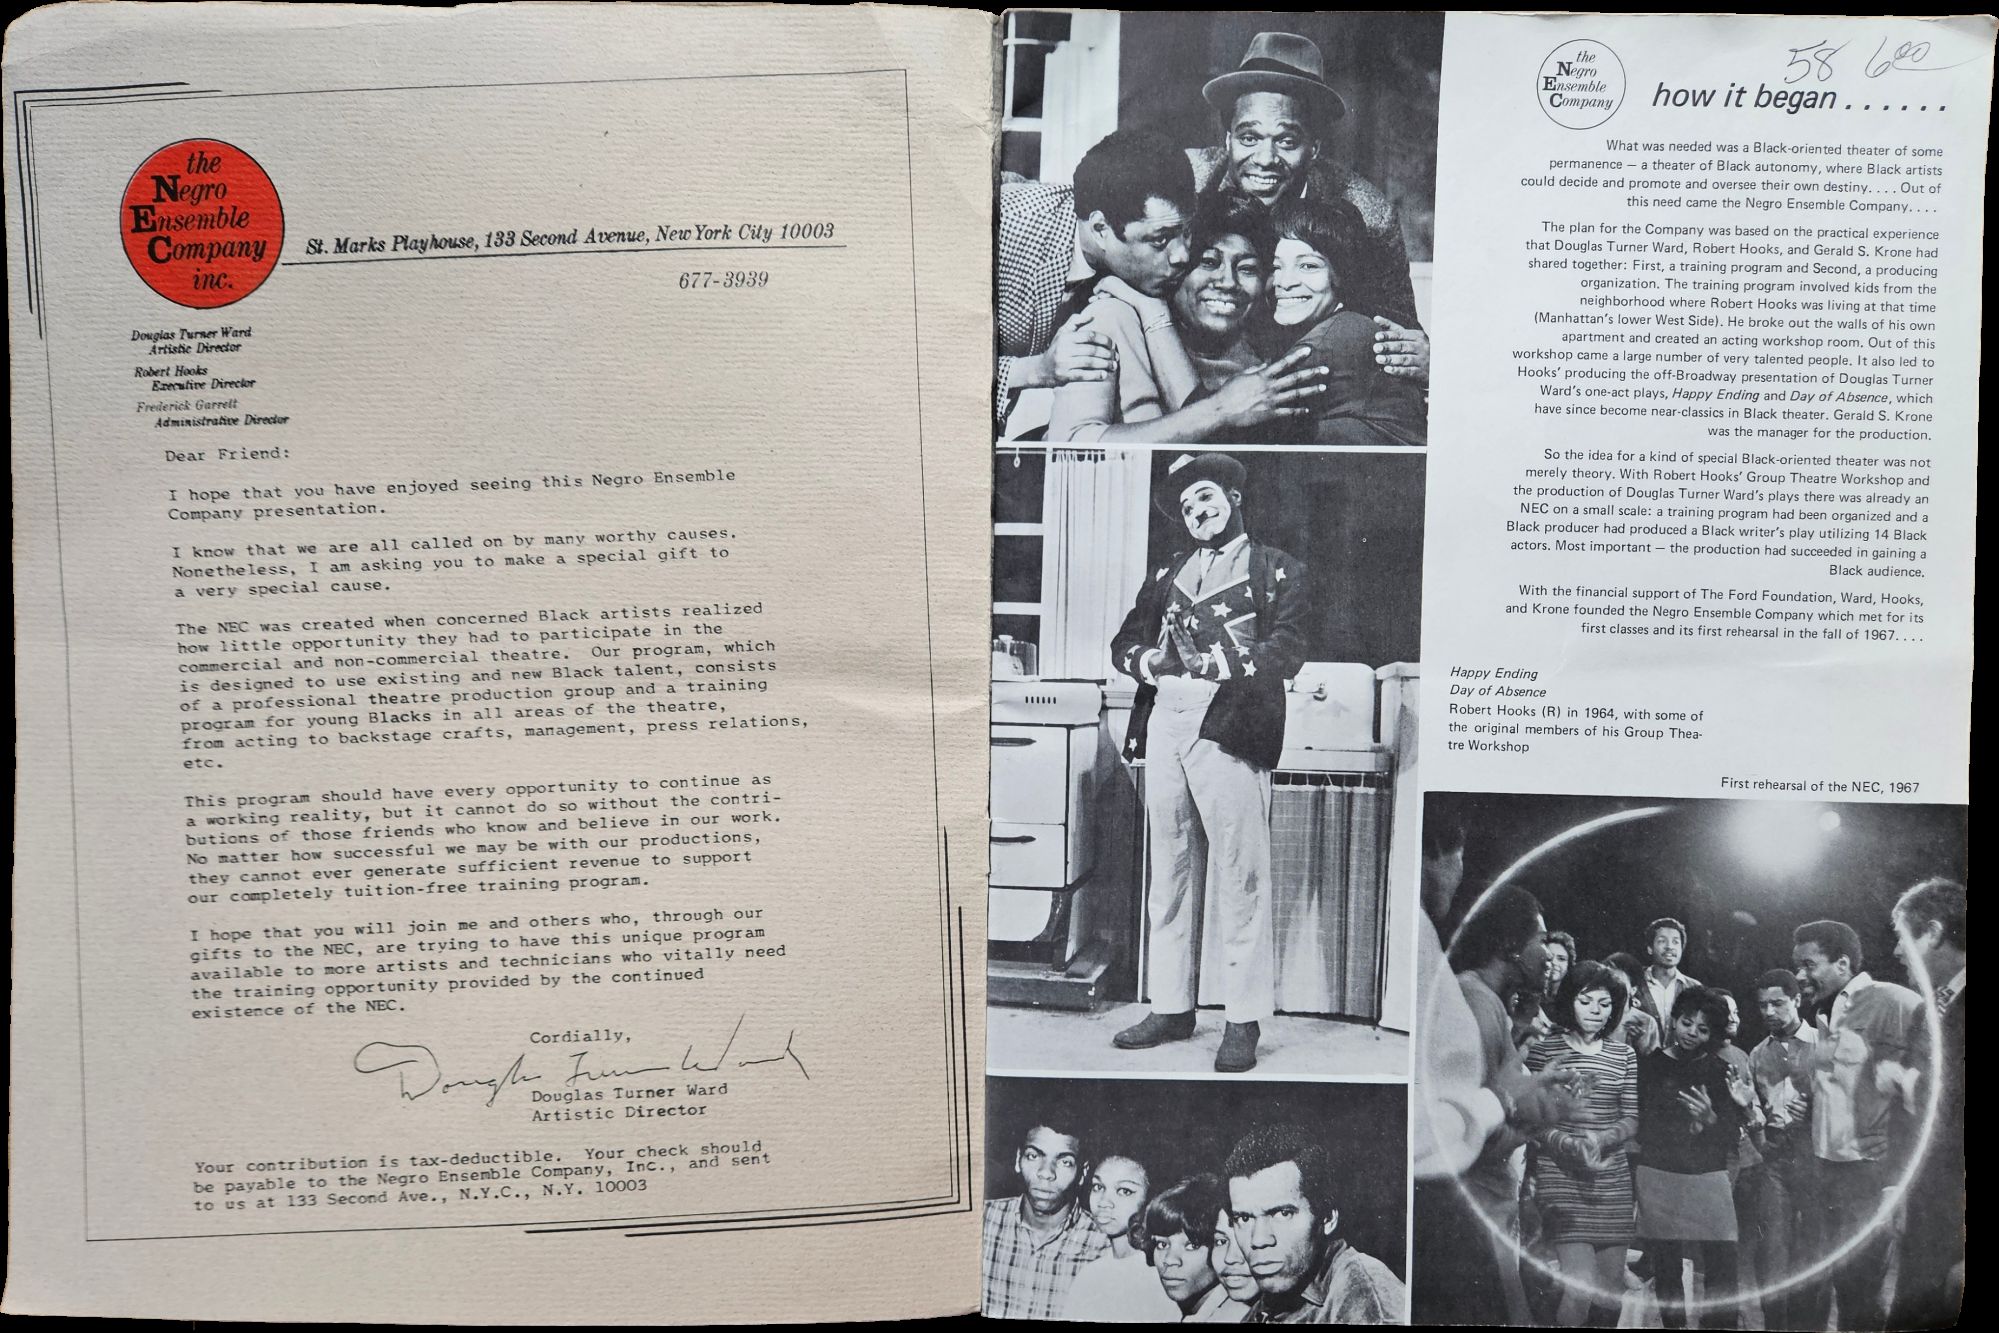 the
Negro
Ensemble
Company
inc.
St. Marks Playhouse, 133 Second Avenue, New York City 10003
677-3939
Douglas Turner Ward
Artistic Director
Robert Hooks
Executive Director
Frederick Garrett
Administrative Director
Dear Friend:
I hope that you have enjoyed seeing this Negro Ensemble
Company presentation.
I know that we are all called on by many worthy causes.
Nonetheless, I am asking you to make a special gift to
a very special cause.
The NEC was created when concerned Black artists realized
how little opportunity they had to participate in the
commercial and non-commercial theatre. Our program, which
is designed to use existing and new Black talent, consists
of a professional theatre production group and a training
program for young Blacks in all areas of the theatre,
from acting to backstage crafts, management, press relations,
etc.
This program should have every opportunity to continue as
a working reality, but it cannot do so without the contri-
butions of those friends who know and believe in our work.
No matter how successful we may be with our productions,
they cannot ever generate sufficient revenue to support
our completely tuition-free training program.
I hope that you will join me and others who, through our
gifts to the NEC, are trying to have this unique program
available to more artists and technicians who vitally need
the training opportunity provided by the continued
existence of the NEC.
Cordially,
Douglas Turner Ward
Douglas Turner Ward
Artistic Director
Your contribution is tax-deductible. Your check should
be payable to the Negro Ensemble Company, Inc., and sent
to us at 133 Second Ave., N.Y.C., N.Y. 10003
the
Negro
Ensemble
Company
58 600
how it began . . . . . .
What was needed was a Black-oriented theater of some
permanence — a theater of Black autonomy, where Black artists
could decide and promote and oversee their own destiny. . . . Out of
this need came the Negro Ensemble Company. . . .
The plan for the Company was based on the practical experience
that Douglas Turner Ward, Robert Hooks, and Gerald S. Krone had
shared together: First, a training program and Second, a producing
organization. The training program involved kids from the
neighborhood where Robert Hooks was living at that time
(Manhattan's lower West Side). He broke out the walls of his own
apartment and created an acting workshop room. Out of this
workshop came a large number of very talented people. It also led to
Hooks' producing the off-Broadway presentation of Douglas Turner
Ward's one-act plays, Happy Ending and Day of Absence, which
have since become near-classics in Black theater. Gerald S. Krone
was the manager for the production.
So the idea for a kind of special Black-oriented theater was not
merely theory. With Robert Hooks' Group Theatre Workshop and
the production of Douglas Turner Ward's plays there was already an
NEC on a small scale: a training program had been organized and a
Black producer had produced a Black writer's play utilizing 14 Black
actors. Most important — the production had succeeded in gaining a
Black audience.
With the financial support of The Ford Foundation, Ward, Hooks,
and Krone founded the Negro Ensemble Company which met for its
first classes and its first rehearsal in the fall of 1967. . . .
Happy Ending
Day of Absence
Robert Hooks (R) in 1964, with some of
the original members of his Group Thea-
tre Workshop
First rehearsal of the NEC, 1967